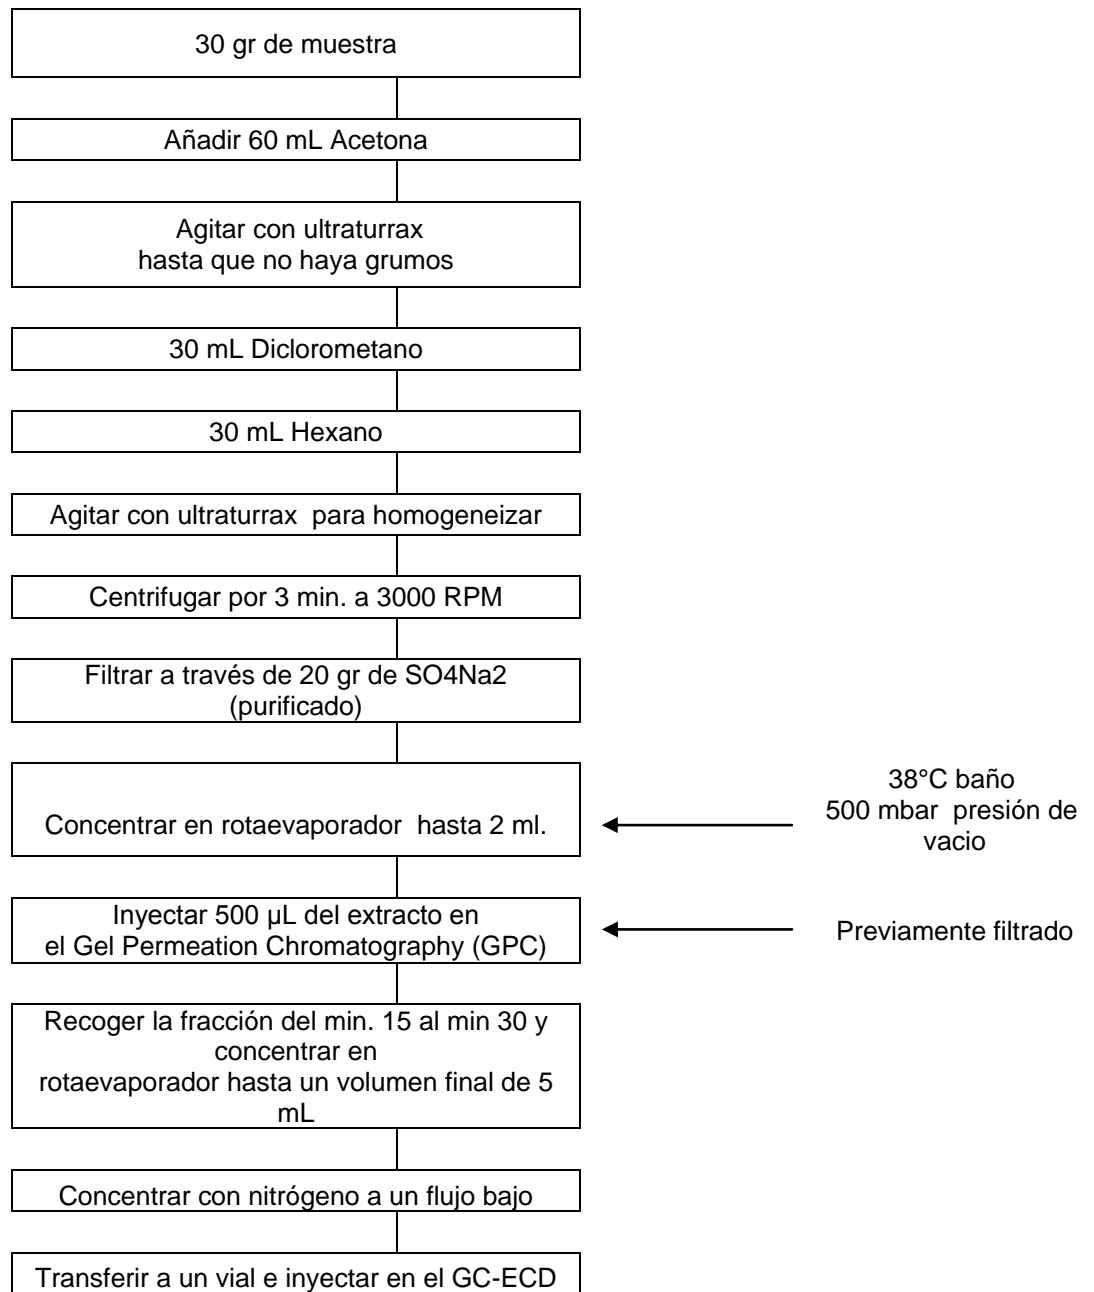 30 gr de muestra
Añadir 60 mL Acetona
Agitar con ultraturrax
hasta que no haya grumos
30 mL Diclorometano
30 mL Hexano
Agitar con ultraturrax  para homogeneizar
Centrifugar por 3 min. a 3000 RPM
Filtrar a través de 20 gr de SO4Na2
(purificado)
Concentrar en rotaevaporador  hasta 2 ml.
38°C baño
500 mbar  presión de
vacio
Inyectar 500 µL del extracto en
el Gel Permeation Chromatography (GPC)
Previamente filtrado
Recoger la fracción del min. 15 al min 30 y
concentrar en
rotaevaporador hasta un volumen final de 5
mL
Concentrar con nitrógeno a un flujo bajo
Transferir a un vial e inyectar en el GC-ECD